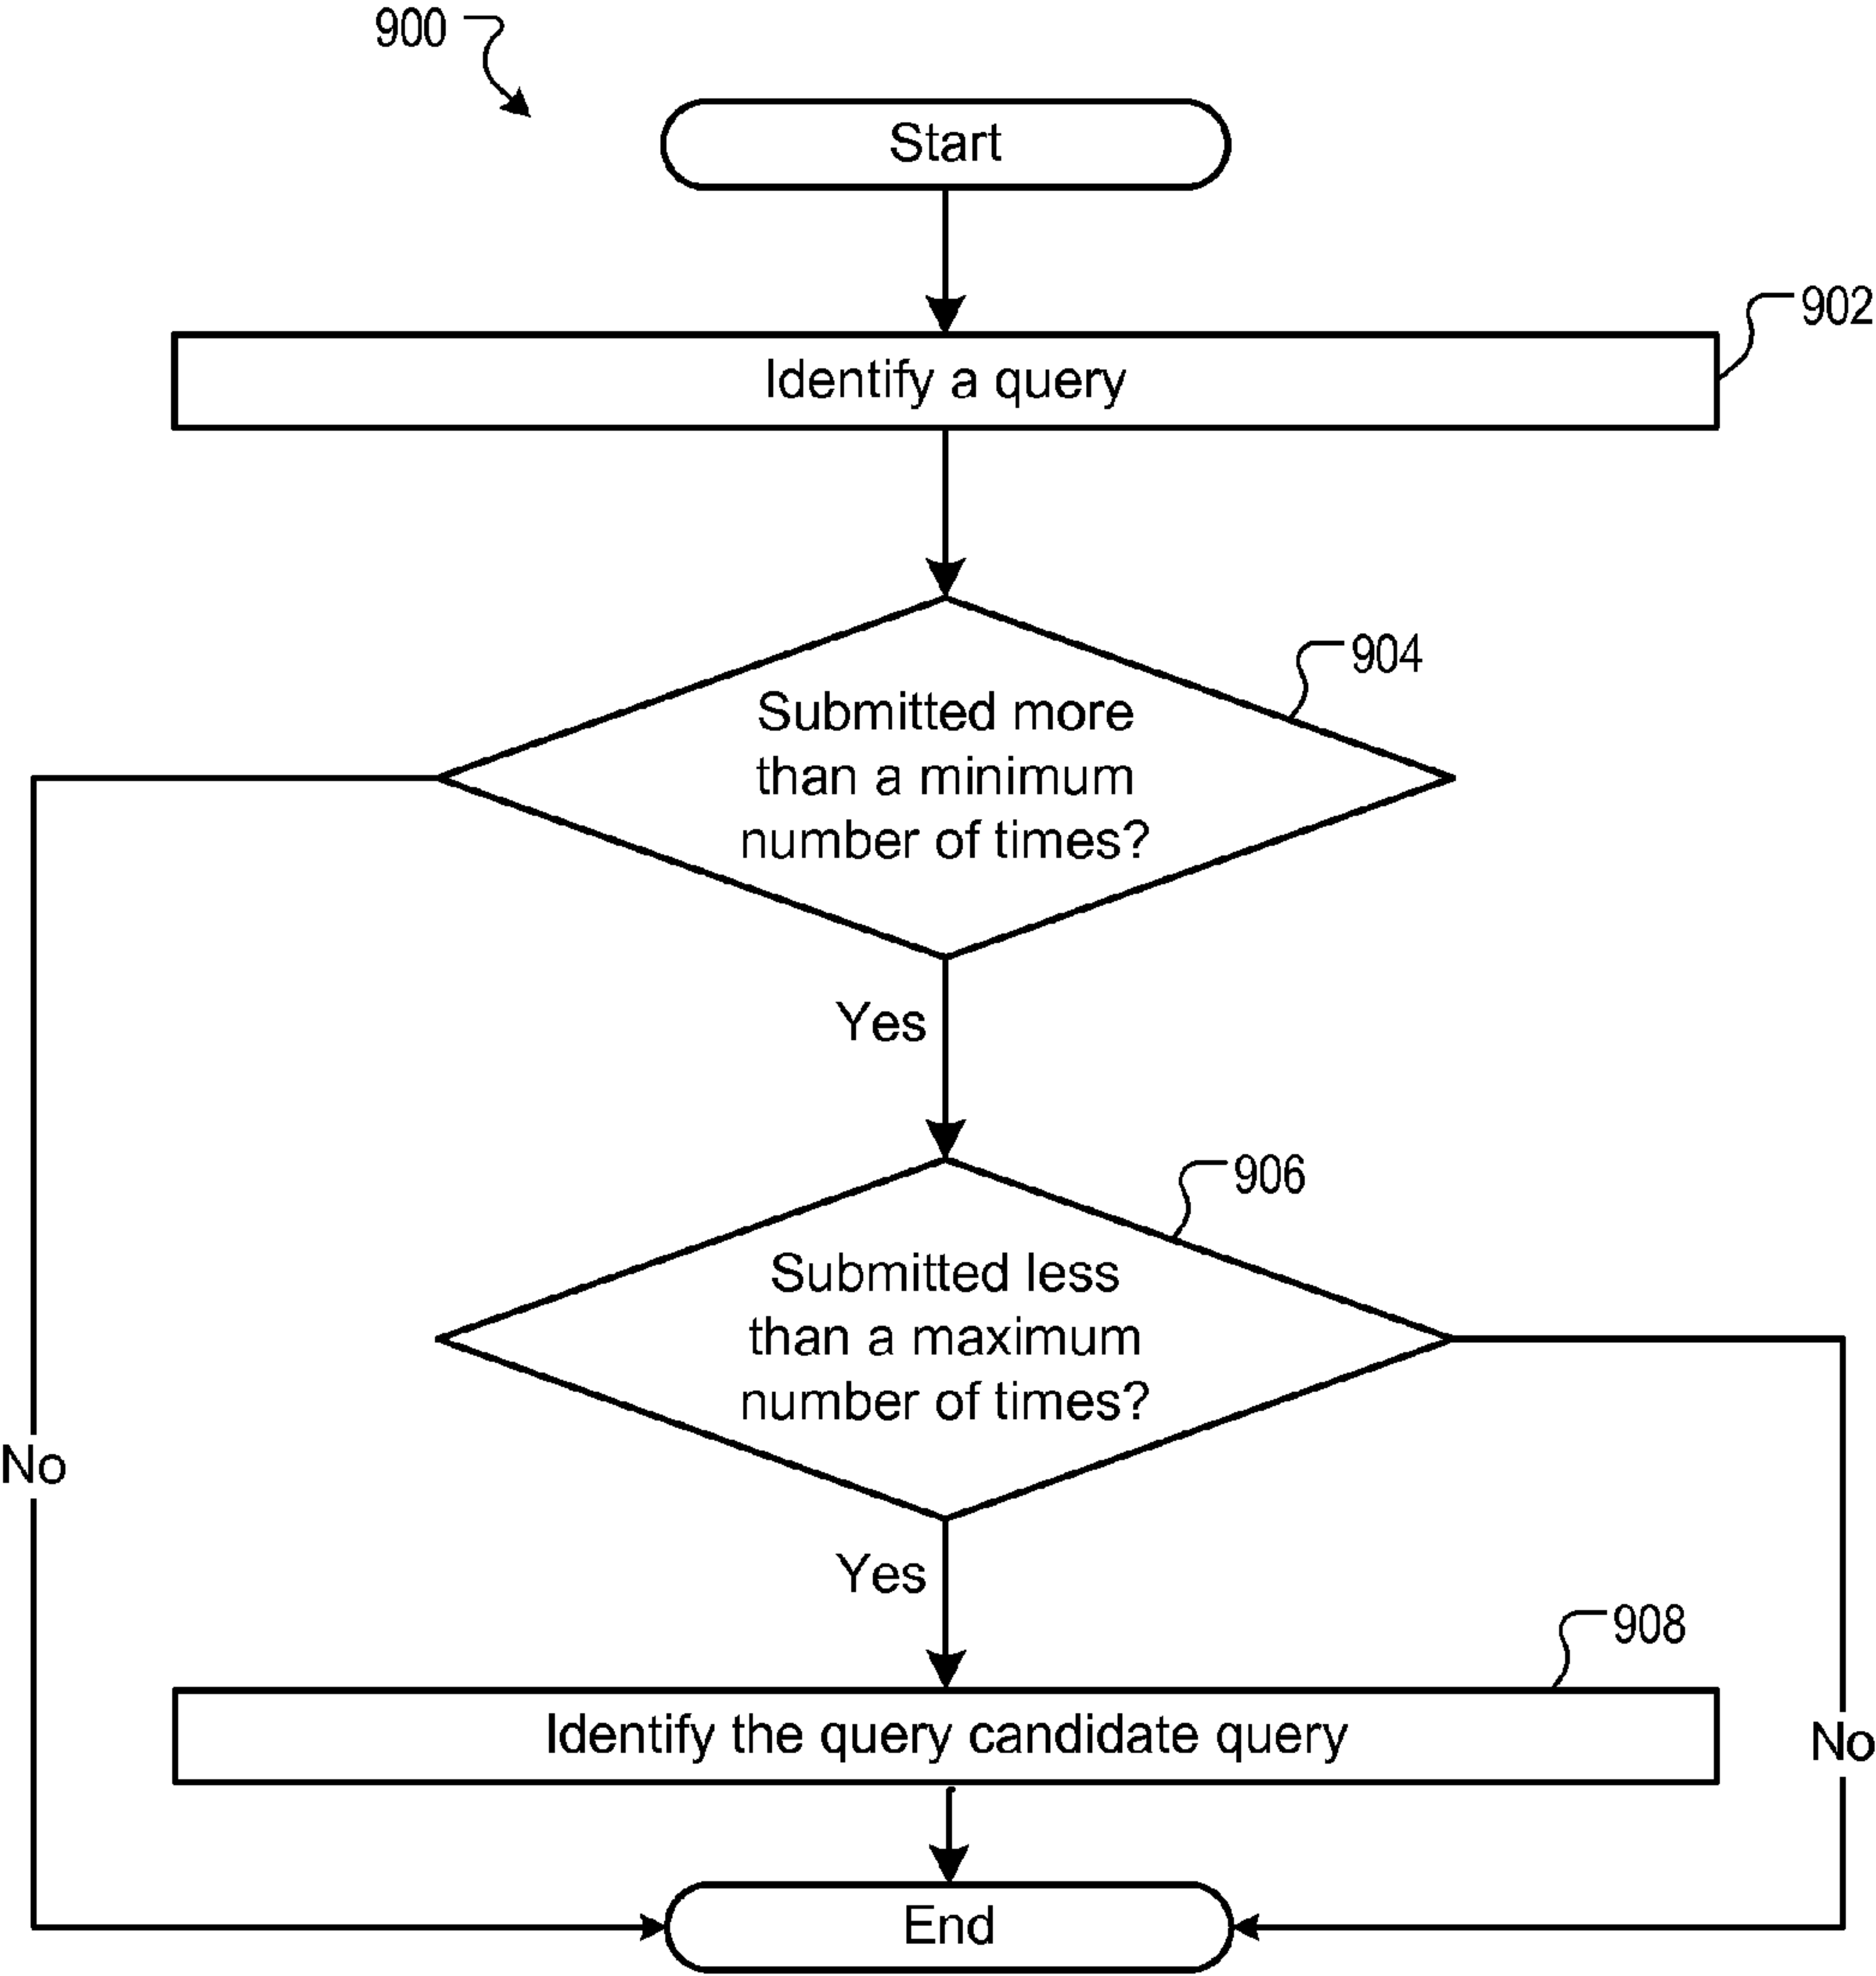 900
Start
902
Identify a query
904
Submitted more
than a minimum
number of times?
Yes
906
Submitted less
than a maximum
number of times?
No
Yes
908
Identify the query candidate query
No
End